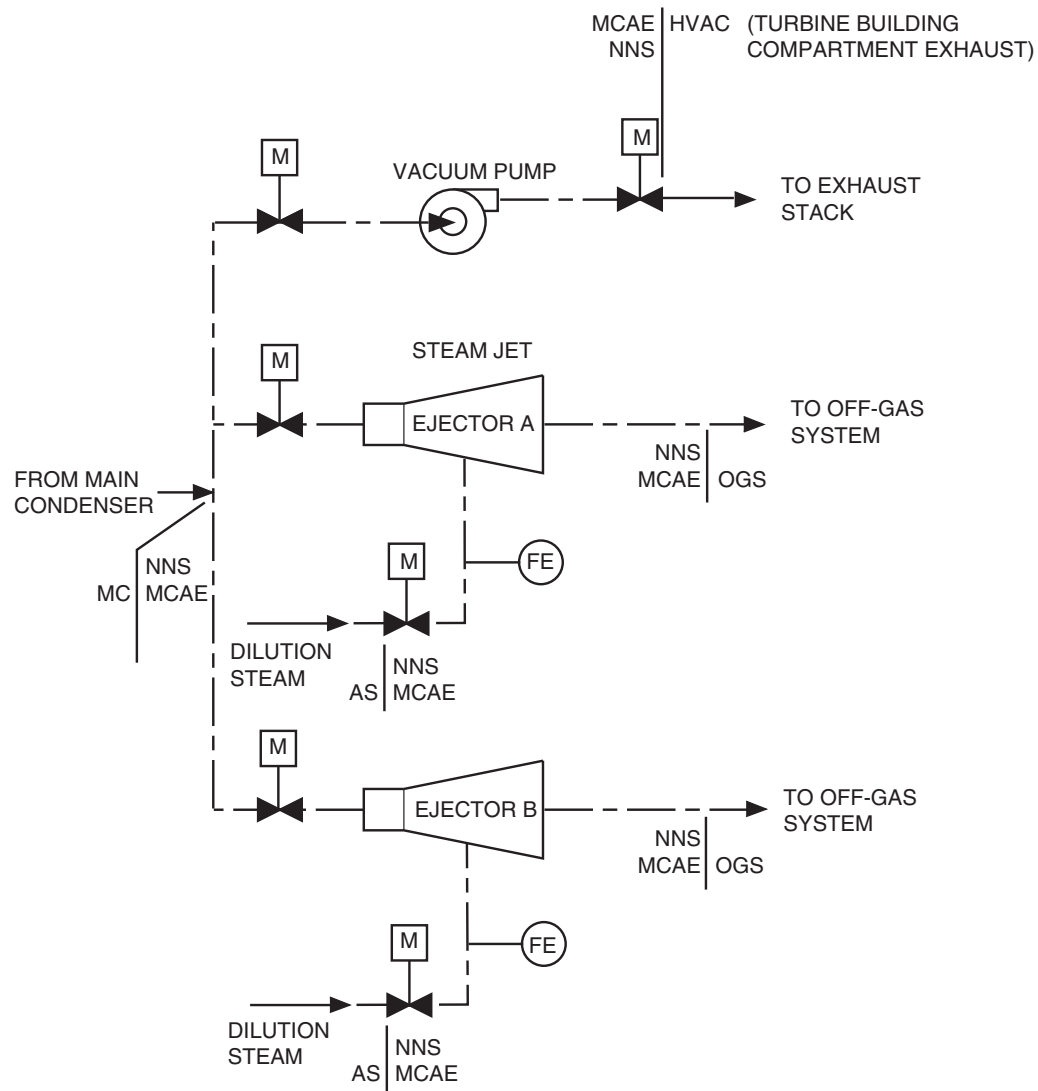 MCAE HVAC (TURBINE BUILDING
NNS COMPARTMENT EXHAUST)
M
M
VACUUM PUMP
TO EXHAUST
STACK
M
STEAM JET
EJECTOR A
TO OFF-GAS
SYSTEM
NNS
MCAE OGS
FROM MAIN
CONDENSER
NNS
MC MCAE
M
FE
DILUTION
STEAM
NNS
AS MCAE
M
EJECTOR B
TO OFF-GAS
SYSTEM
NNS
MCAE OGS
M
FE
DILUTION
STEAM
NNS
AS MCAE